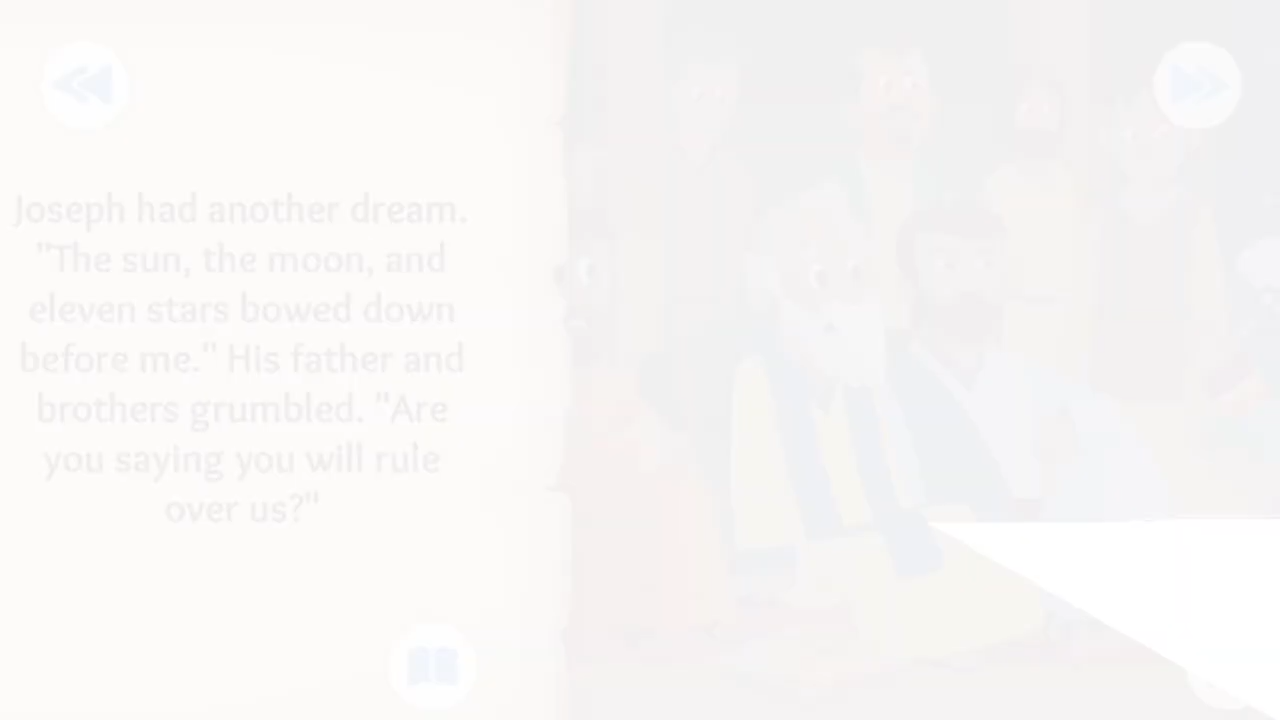 Joseph had another dream.
"The sun, the moon, and
eleven stars bowed down
before me." His father and
brothers grumbled. "Are
you saying you will rule
over us?"